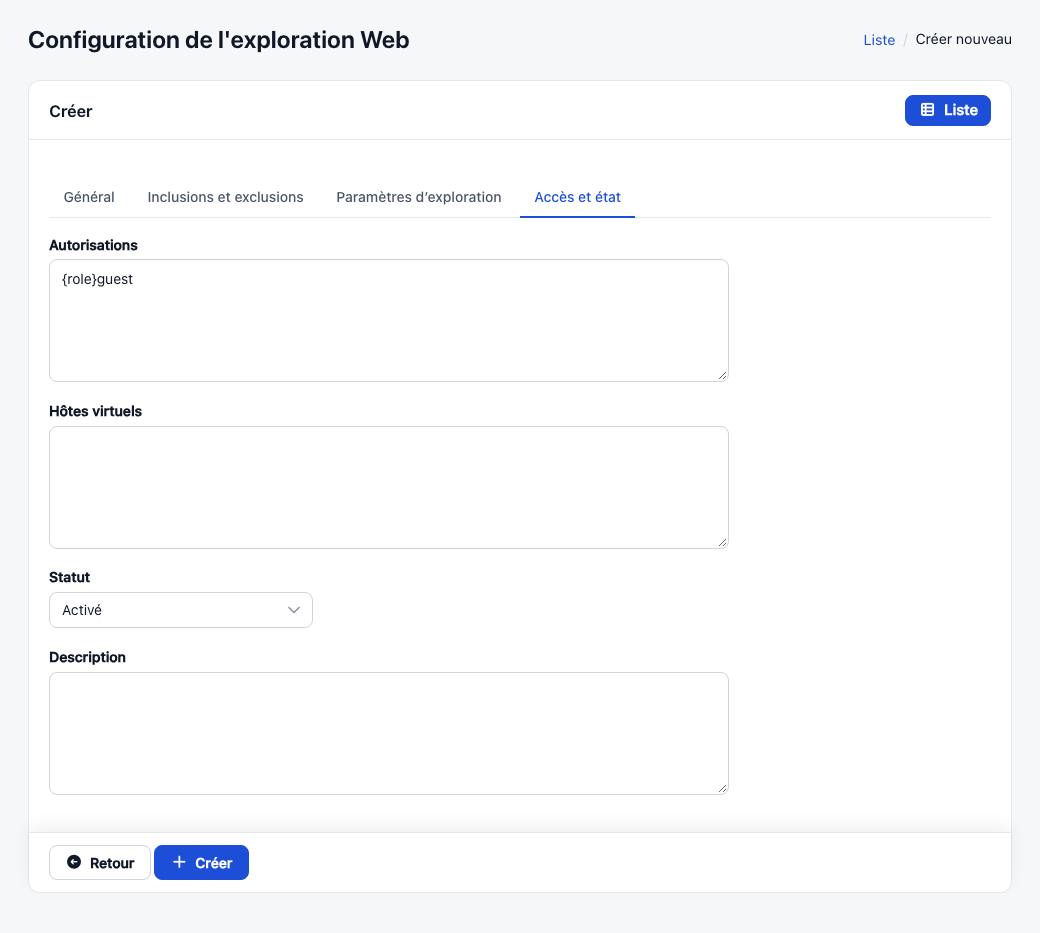 Configuration de l'exploration Web
Liste / Créer nouveau
Créer
Liste
Général
Inclusions et exclusions
Paramètres d’exploration
Accès et état
Autorisations
{role}guest
Hôtes virtuels
Statut
Activé
Description
Retour
Créer